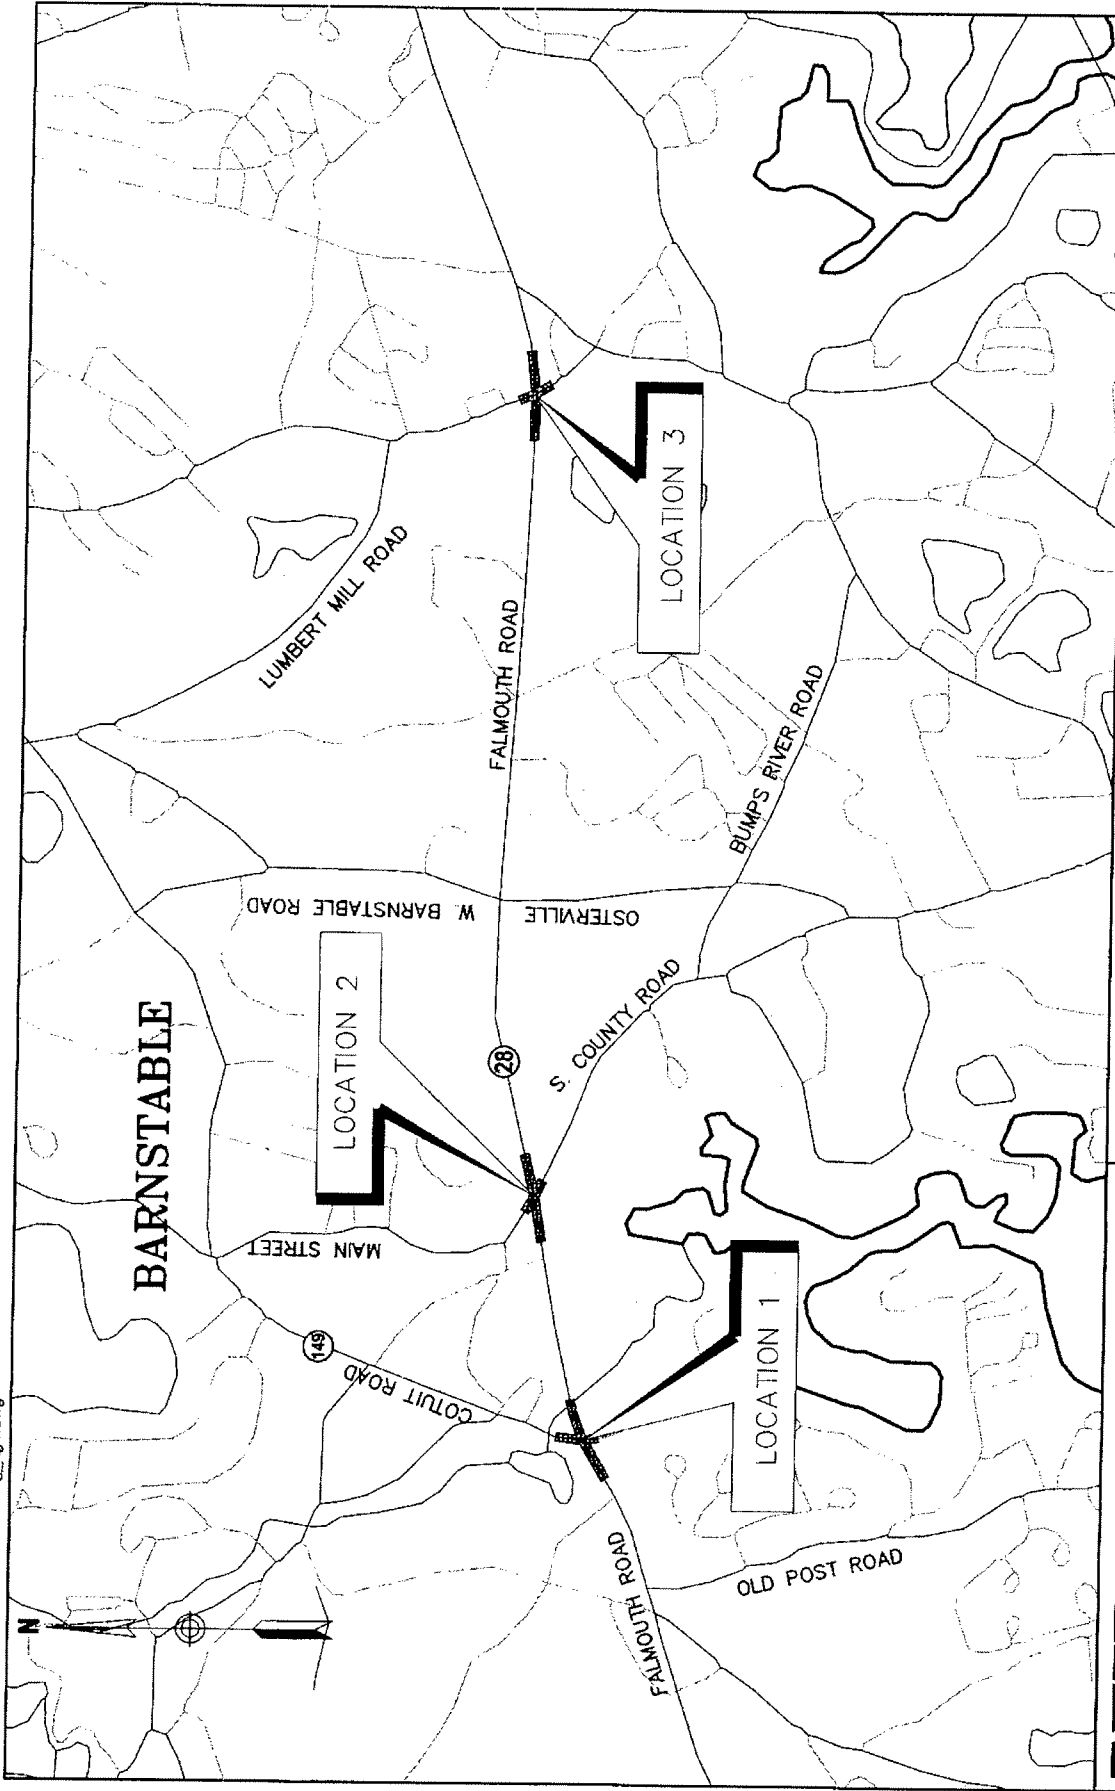 N
BARNSTABLE
LUMBERT MILL ROAD
149
COTUIT ROAD
MAIN STREET
LOCATION 2
W. BARNSTABLE ROAD
OSTERVILLE
28
FALMOUTH ROAD
FALMOUTH ROAD
S. COUNTY ROAD
BUMPS RIVER ROAD
LOCATION 3
LOCATION 1
OLD POST ROAD